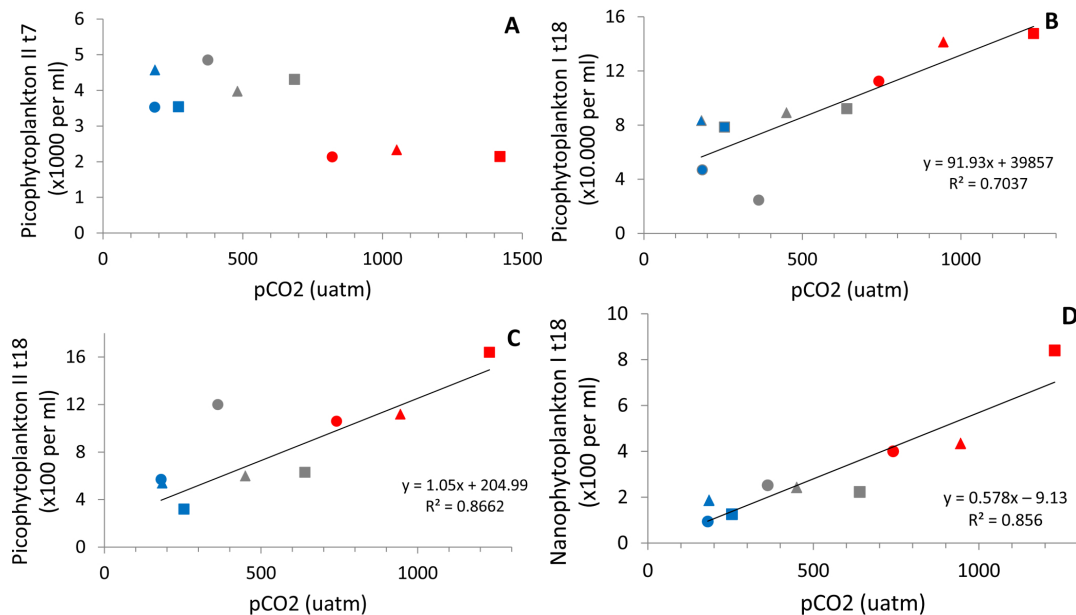 A
Picophytoplankton II t7
(x1000 per ml)
6
5
4
3
2
1
0
0 500 1000 1500
pCO2 (uatm)
B
Picophytoplankton I t18
(x10.000 per ml)
16
12
8
4
0
y = 91.93x + 39857
R² = 0.7037
0 500 1000
pCO2 (uatm)
C
Picophytoplankton II t18
(x100 per ml)
16
12
8
4
0
y = 1.05x + 204.99
R² = 0.8662
0 500 1000
pCO2 (uatm)
D
Nanophytoplankton I t18
(x100 per ml)
10
8
6
4
2
0
y = 0.578x – 9.13
R² = 0.856
0 500 1000
pCO2 (uatm)